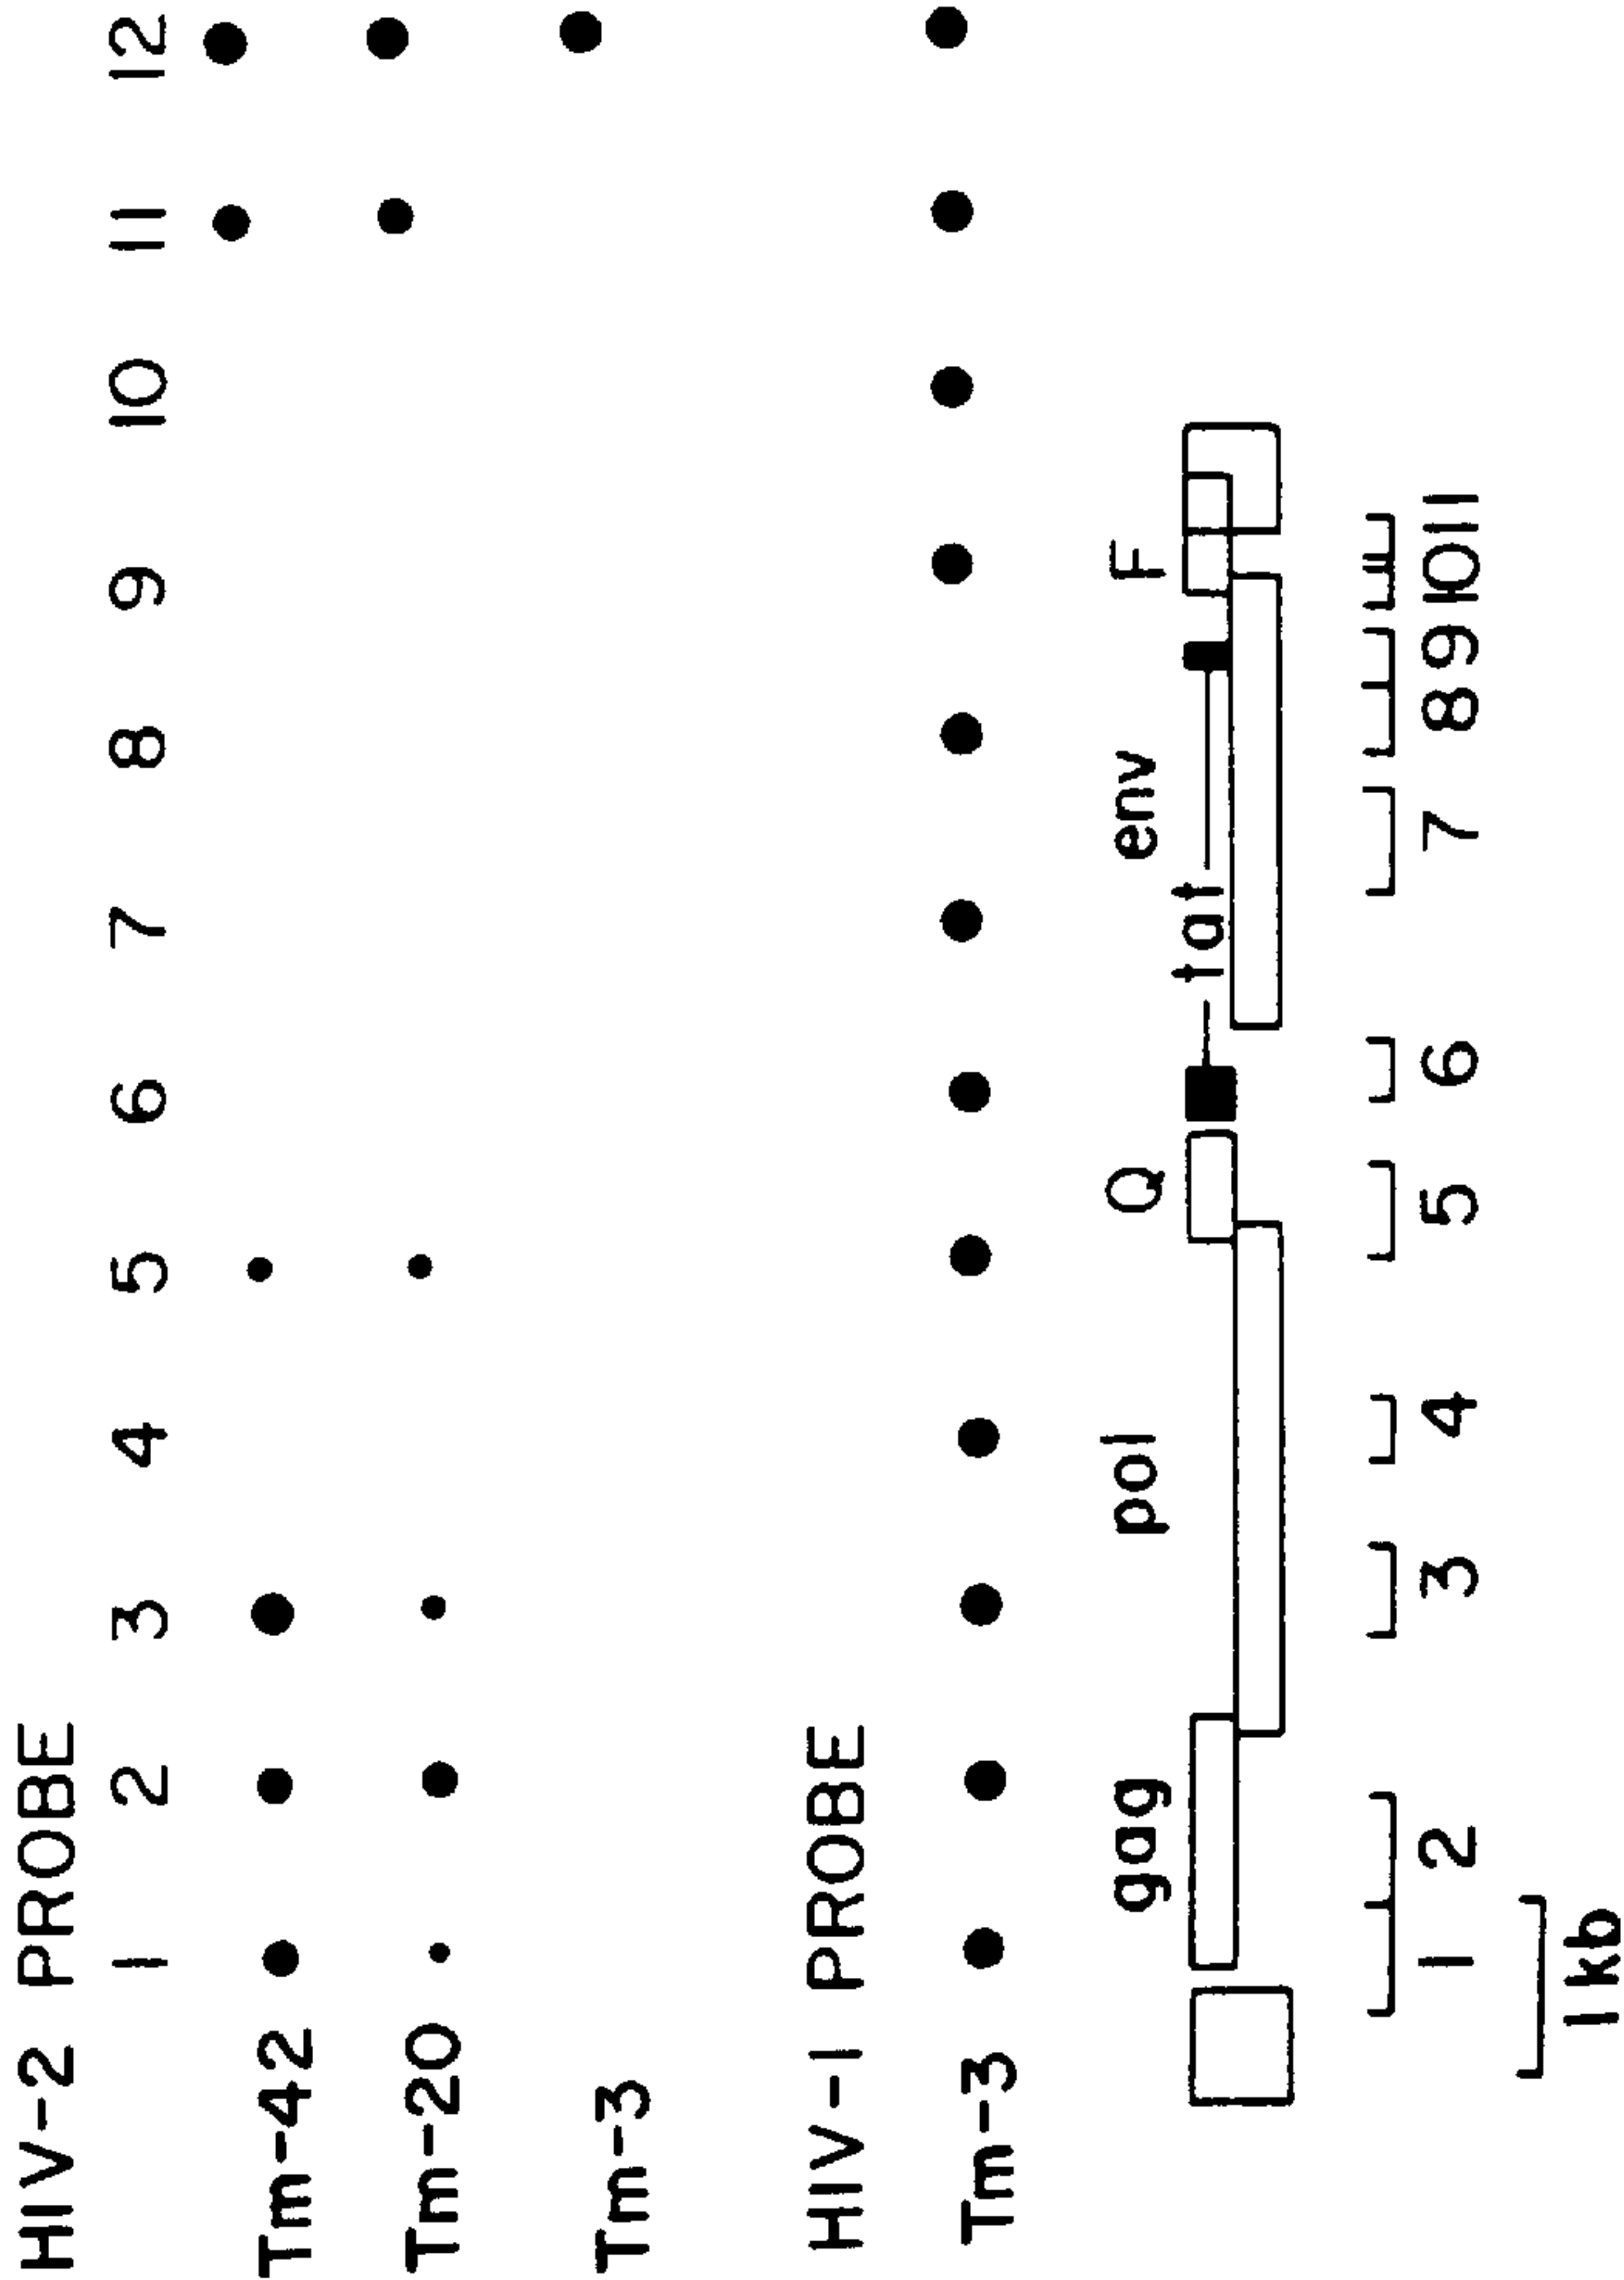 HIV-2 PROBE
1 2 3 4 5 6 7 8 9 10 11 12
Tm-42
Tm-20
Tm-3
HIV-1 PROBE
Tm-3
gag pol Q env F
tat
1 2 3 4 5 6 7 8 9 10 11
1kb